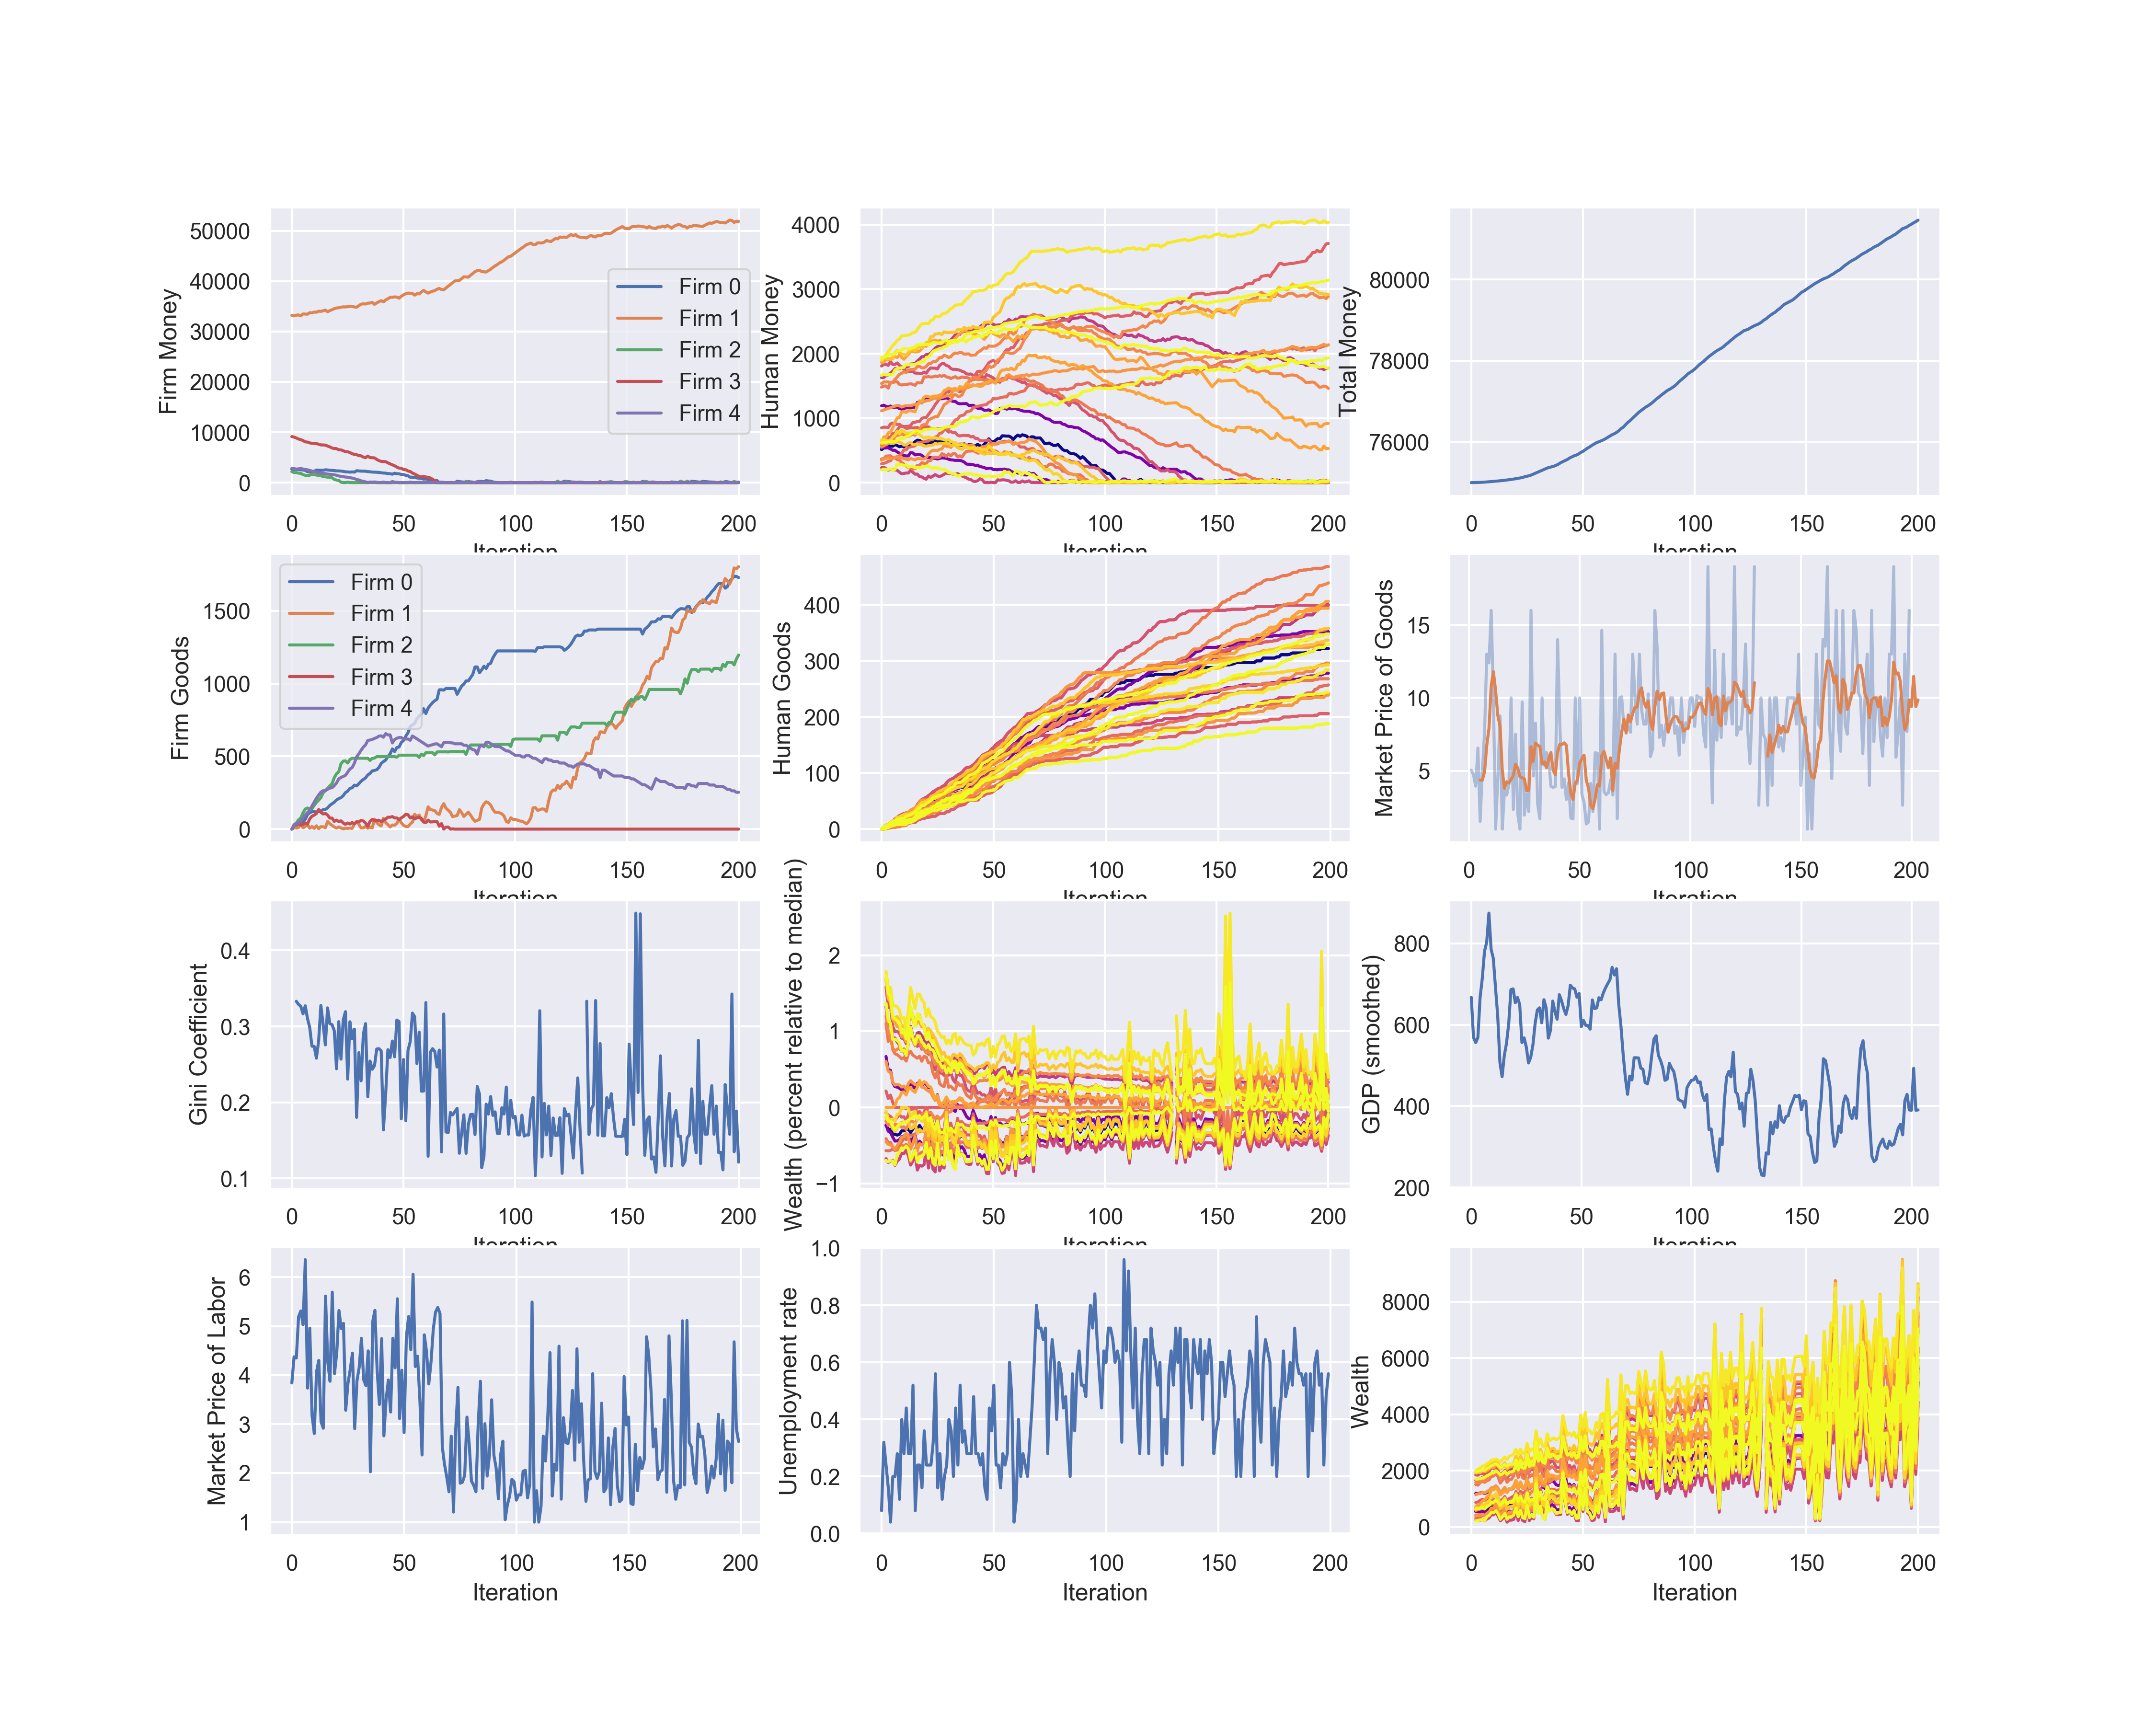 Firm Money
50000
40000
30000
20000
10000
0
Firm 0
Firm 1
Firm 2
Firm 3
Firm 4
0 50 100 150 200
Iteration
Human Money
4000
3000
2000
1000
0
0 50 100 150 200
Iteration
Total Money
80000
78000
76000
0 50 100 150 200
Iteration
Firm Goods
1500
1000
500
0
Firm 0
Firm 1
Firm 2
Firm 3
Firm 4
0 50 100 150 200
Iteration
Human Goods
400
300
200
100
0
0 50 100 150 200
Iteration
Market Price of Goods
15
10
5
0 50 100 150 200
Iteration
Gini Coefficient
0.4
0.3
0.2
0.1
0 50 100 150 200
Iteration
Wealth (percent relative to median)
2
1
0
−1
0 50 100 150 200
Iteration
GDP (smoothed)
800
600
400
200
0 50 100 150 200
Iteration
Market Price of Labor
6
5
4
3
2
1
0 50 100 150 200
Iteration
Unemployment rate
1.0
0.8
0.6
0.4
0.2
0.0
0 50 100 150 200
Iteration
Wealth
8000
6000
4000
2000
0
0 50 100 150 200
Iteration